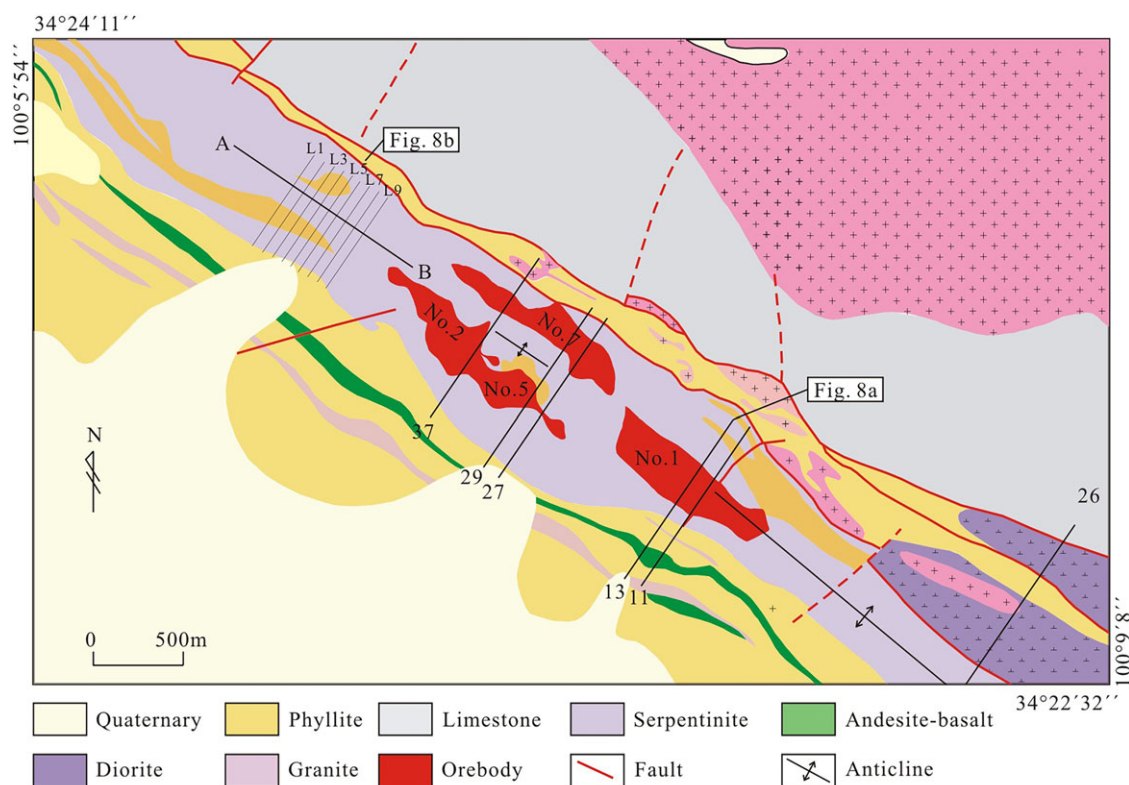 34°24´11´´
100°5´54´´
A
L1
L3
L5
L7
L9
Fig. 8b
B
No.2
No.7
No.5
37
29
27
No.1
Fig. 8a
13
11
26
N
0 500m
100°9´8´´
34°22´32´´
Quaternary Phyllite Limestone Serpentinite Andesite-basalt
Diorite Granite Orebody Fault Anticline